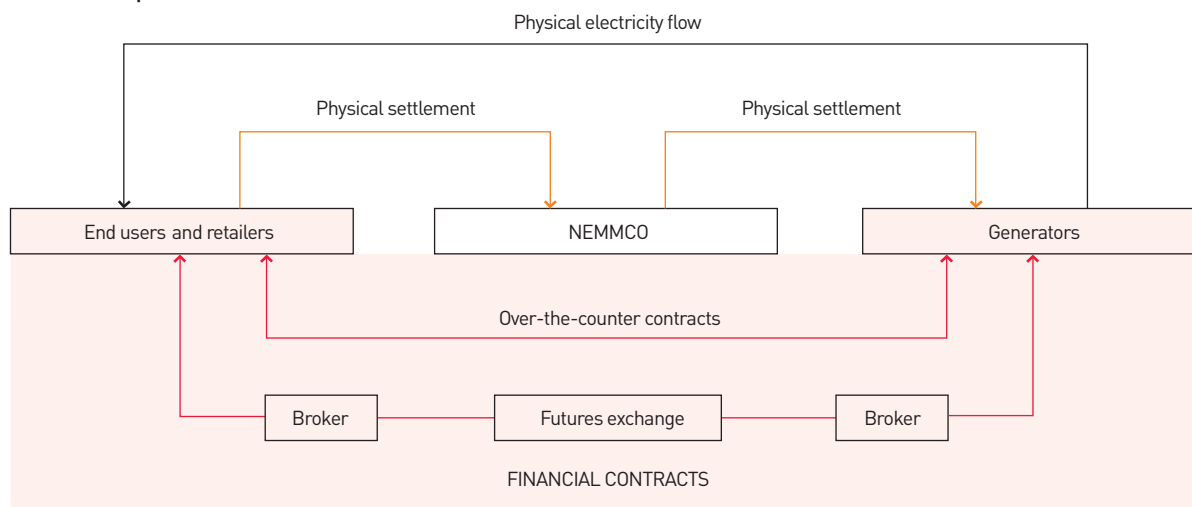 Physical electricity flow
Physical settlement
Physical settlement
End users and retailers
NEMMCO
Generators
Over-the-counter contracts
Broker
Futures exchange
Broker
FINANCIAL CONTRACTS